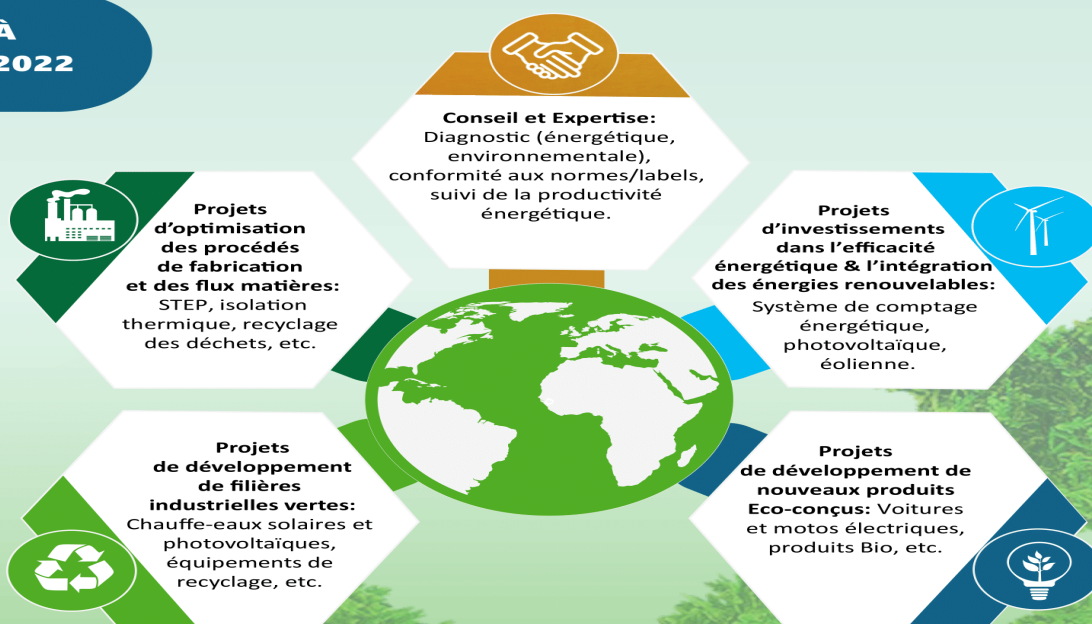 À
2022
Conseil et Expertise:
Diagnostic (énergétique,
environnementale),
conformité aux normes/labels,
suivi de la productivité
énergétique.
Projets
d’optimisation
des procédés
de fabrication
et des flux matières:
STEP, isolation
thermique, recyclage
des déchets, etc.
Projets
d’investissements
dans l’efficacité
énergétique & l’intégration
des énergies renouvelables:
Système de comptage
énergétique,
photovoltaïque,
éolienne.
Projets
de développement
de filières
industrielles vertes:
Chauffe-eaux solaires et
photovoltaïques,
équipements de
recyclage, etc.
Projets
de développement de
nouveaux produits
Eco-conçus: Voitures
et motos électriques,
produits Bio, etc.